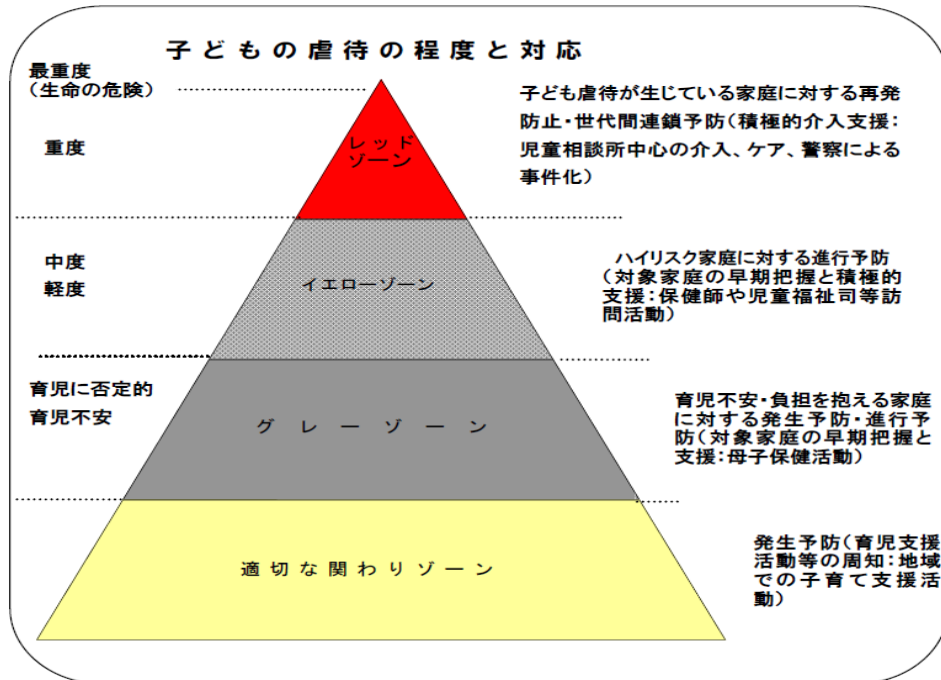 子どもの虐待の程度と対応
最重度
(生命の危険)
重度
レッド
ゾーン
子ども虐待が生じている家庭に対する再発
防止・世代間連鎖予防(積極的介入支援:
児童相談所中心の介入、ケア、警察による
事件化)
中度
軽度
イエローゾーン
ハイリスク家庭に対する進行予防
(対象家庭の早期把握と積極的
支援:保健師や児童福祉司等訪
問活動)
育児に否定的
育児不安
グレーゾーン
育児不安・負担を抱える家庭
に対する発生予防・進行予
防(対象家庭の早期把握と
支援:母子保健活動)
適切な関わりゾーン
発生予防(育児支援
活動等の周知:地域
での子育て支援活
動)